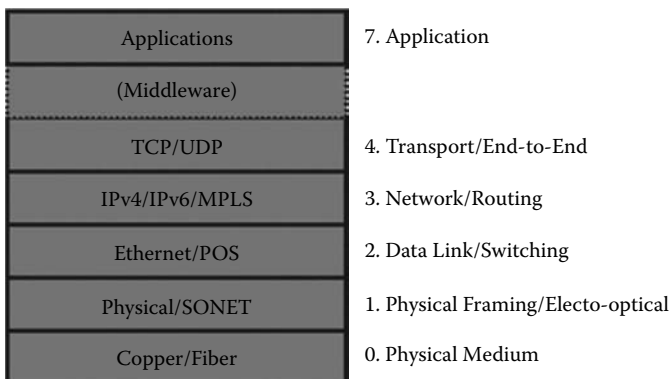 Applications 7. Application
(Middleware)
TCP/UDP 4. Transport/End-to-End
IPv4/IPv6/MPLS 3. Network/Routing
Ethernet/POS 2. Data Link/Switching
Physical/SONET 1. Physical Framing/Electo-optical
Copper/Fiber 0. Physical Medium